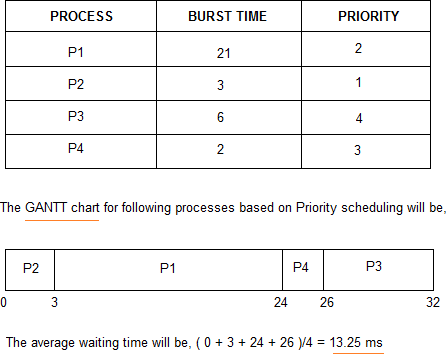 PROCESS BURST TIME PRIORITY
P1 21 2
P2 3 1
P3 6 4
P4 2 3
The GANTT chart for following processes based on Priority scheduling will be,
P2 P1 P4 P3
0 3 24 26 32
The average waiting time will be, ( 0 + 3 + 24 + 26 )/4 = 13.25 ms